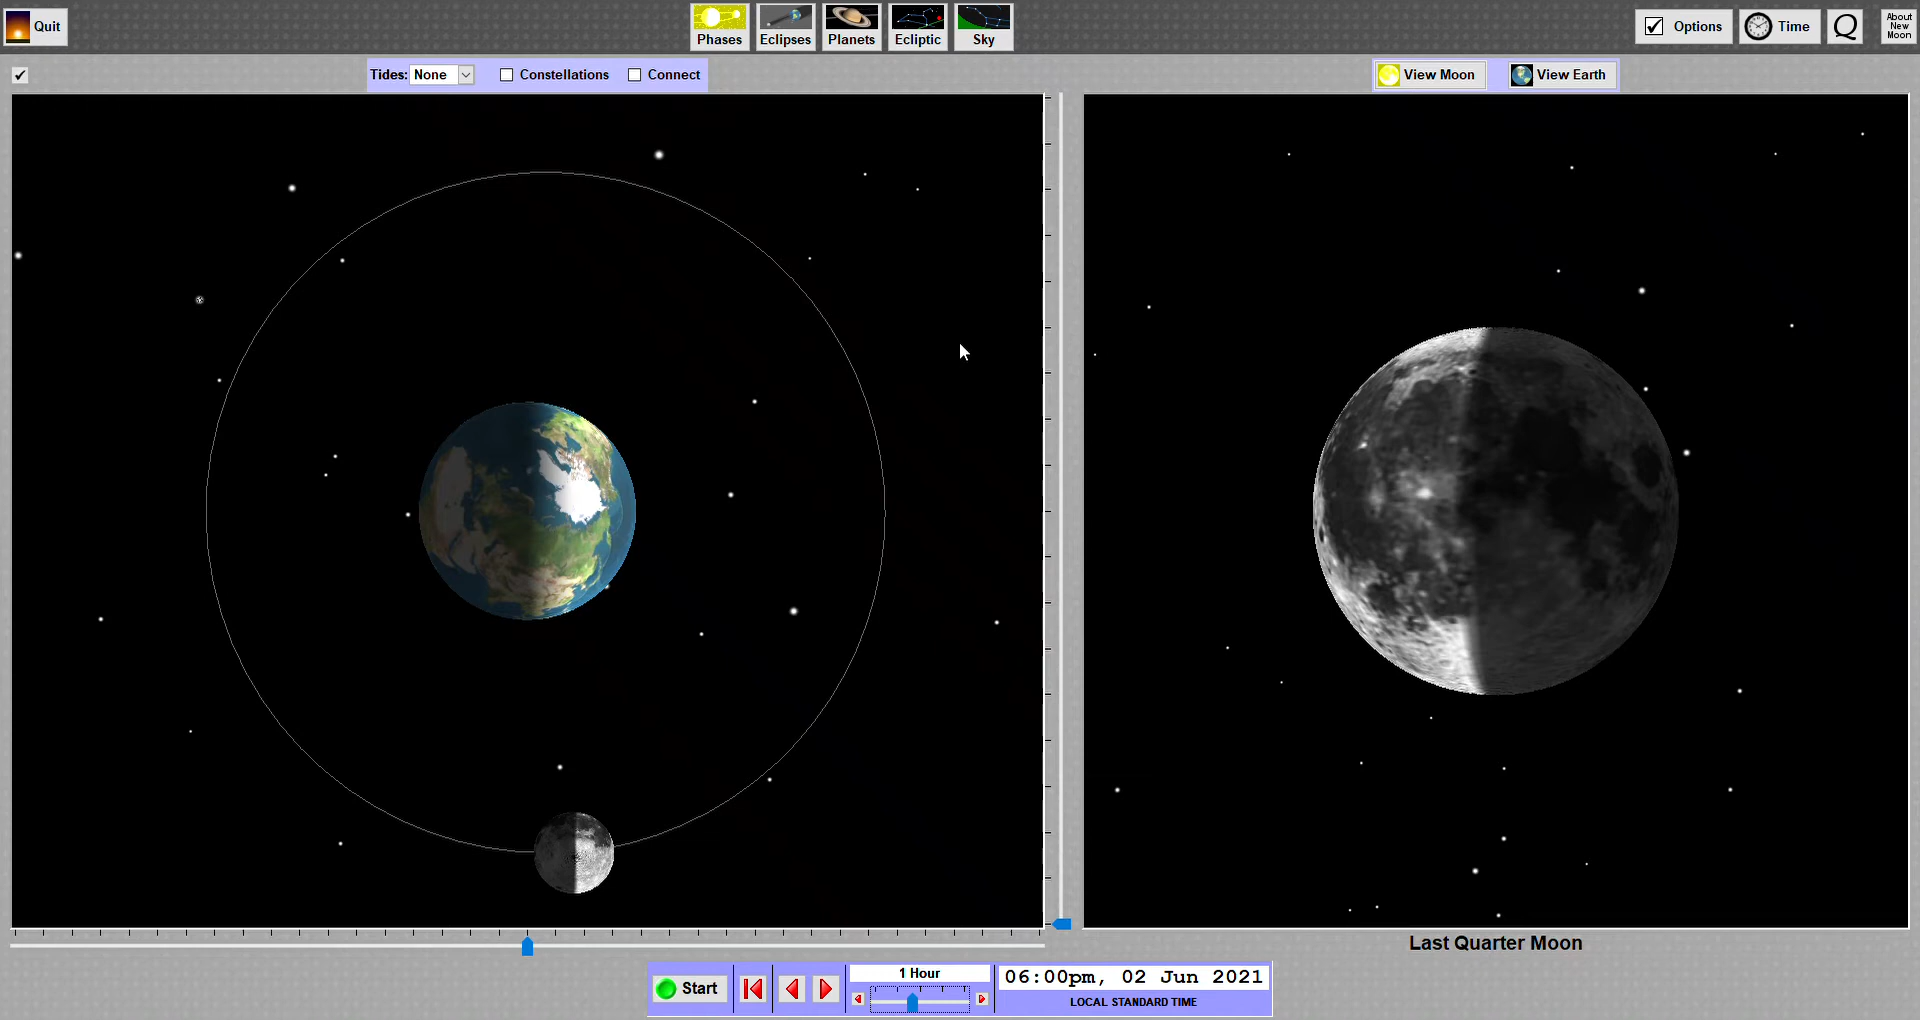 Quit
Phases
Eclipses
Planets
Ecliptic
Sky
Options
Time
Q
About
New
Moon
Tides: None
Constellations
Connect
View Moon
View Earth
Last Quarter Moon
Start
1 Hour
06:00pm, 02 Jun 2021
LOCAL STANDARD TIME